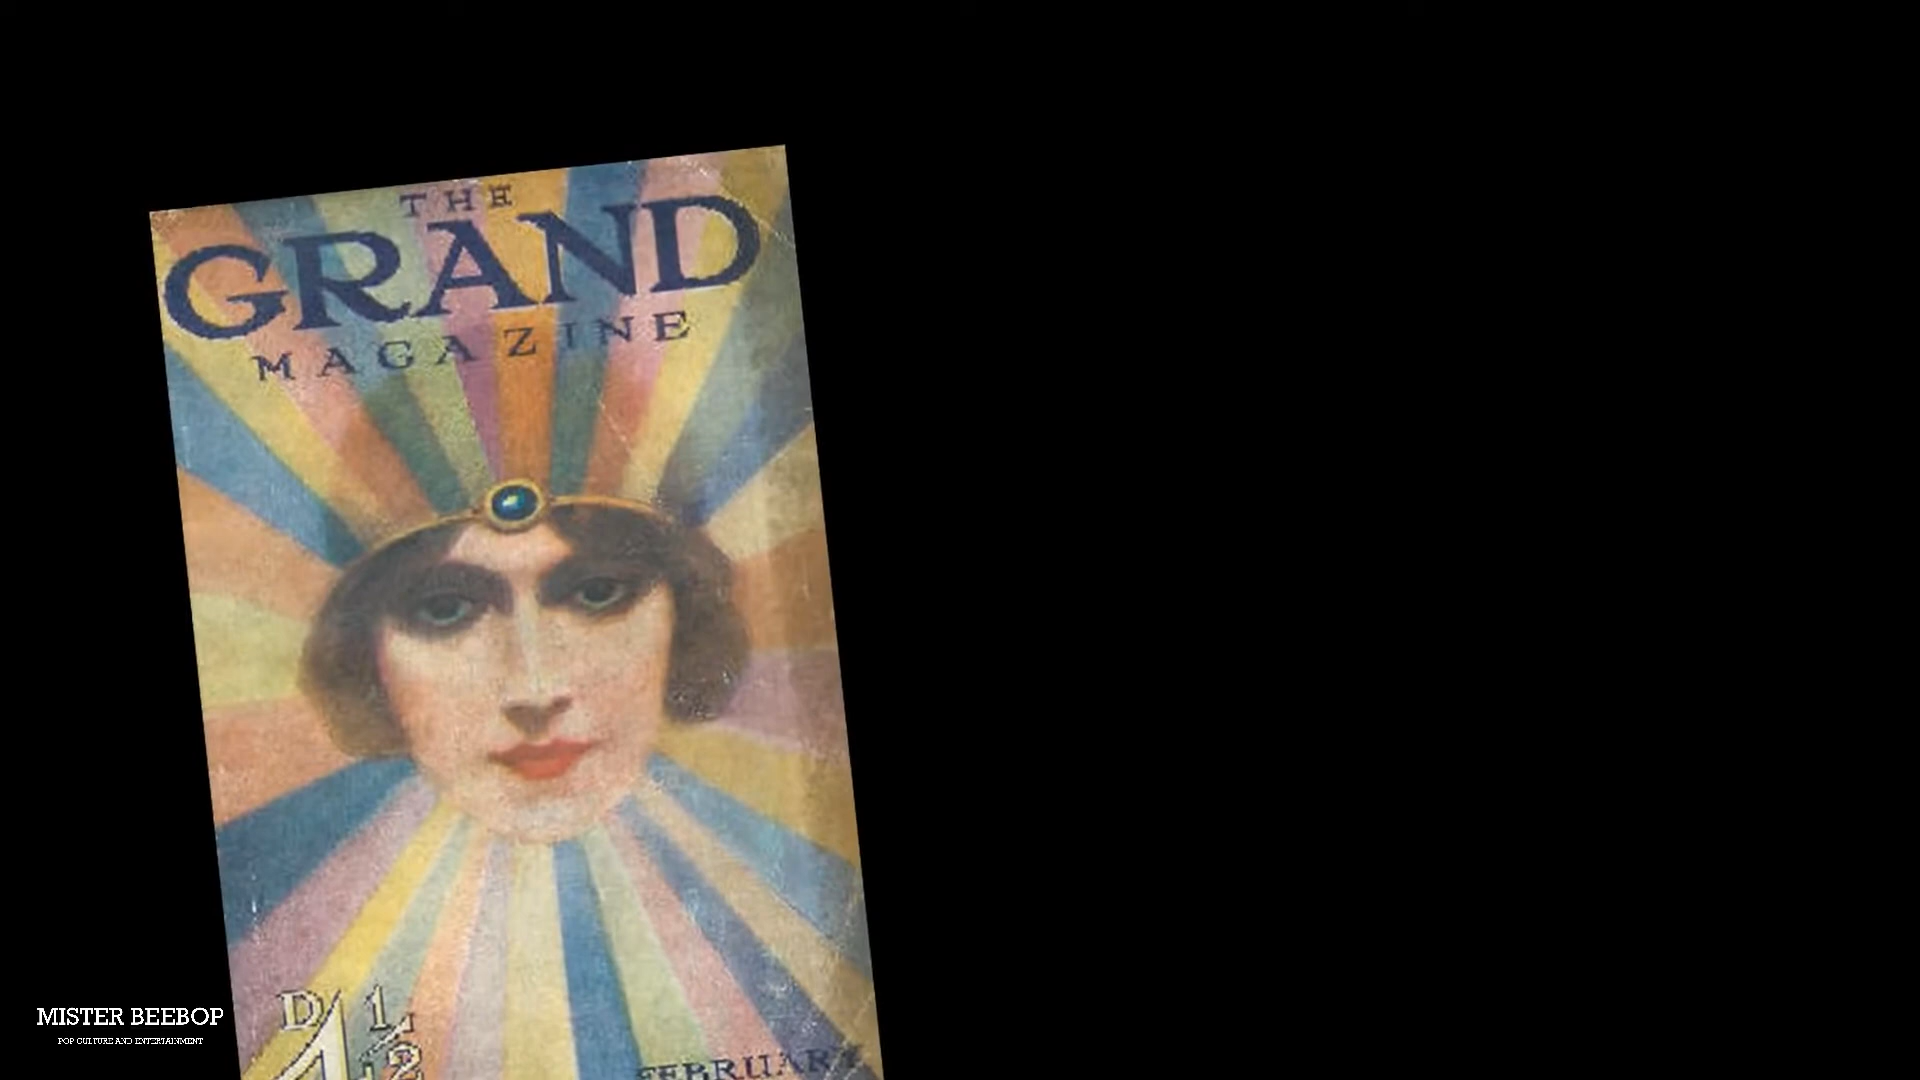 THE
GRAND
MAGAZINE
D 4 1/2
FEBRUARY
MISTER BEEBOP
POP CULTURE AND ENTERTAINMENT